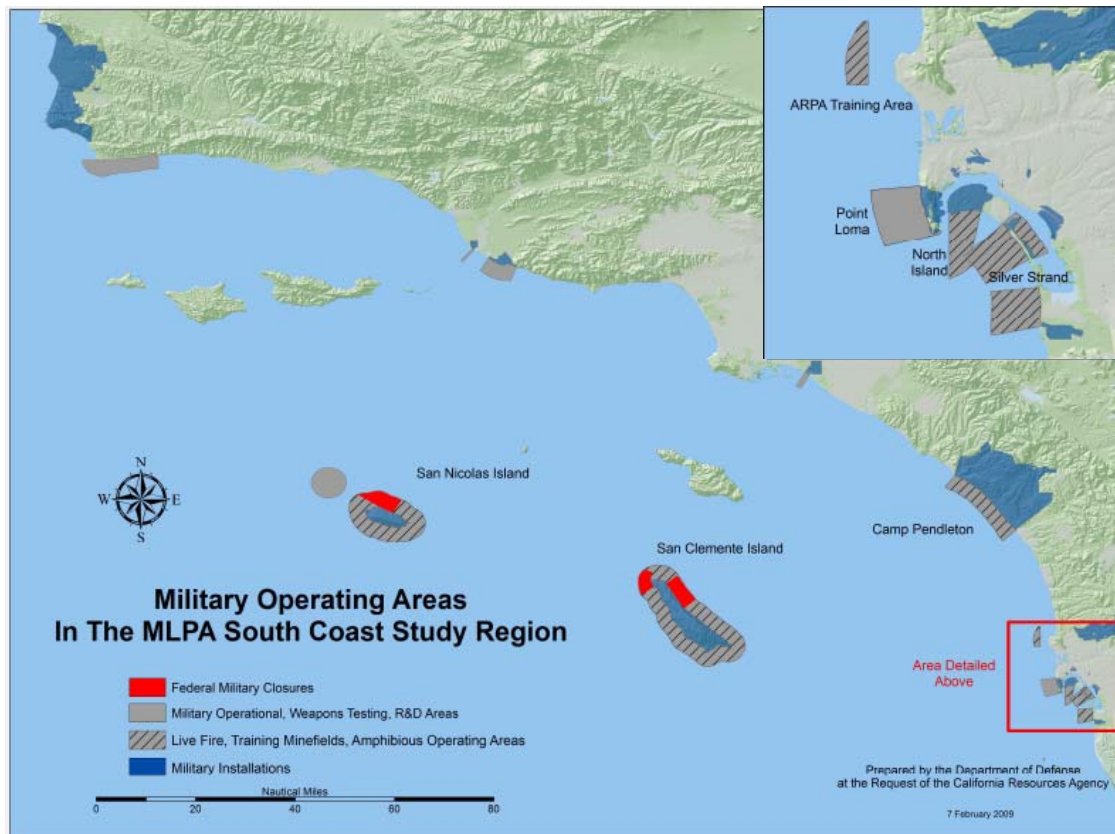 ARPA Training Area
Point
Loma
North
Island
Silver Strand
N
W
E
S
San Nicolas Island
Camp Pendleton
San Clemente Island
Military Operating Areas
In The MLPA South Coast Study Region
Area Detailed
Above
Federal Military Closures
Military Operational, Weapons Testing, R&D Areas
Live Fire, Training Minefields, Amphibious Operating Areas
Military Installations
Nautical Miles
0 20 40 60 80
Prepared by the Department of Defense
at the Request of the California Resources Agency
7 February 2009